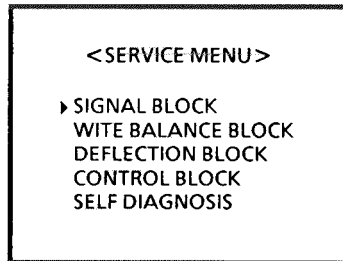 <SERVICE MENU>
▶ SIGNAL BLOCK
WITE BALANCE BLOCK
DEFLECTION BLOCK
CONTROL BLOCK
SELF DIAGNOSIS